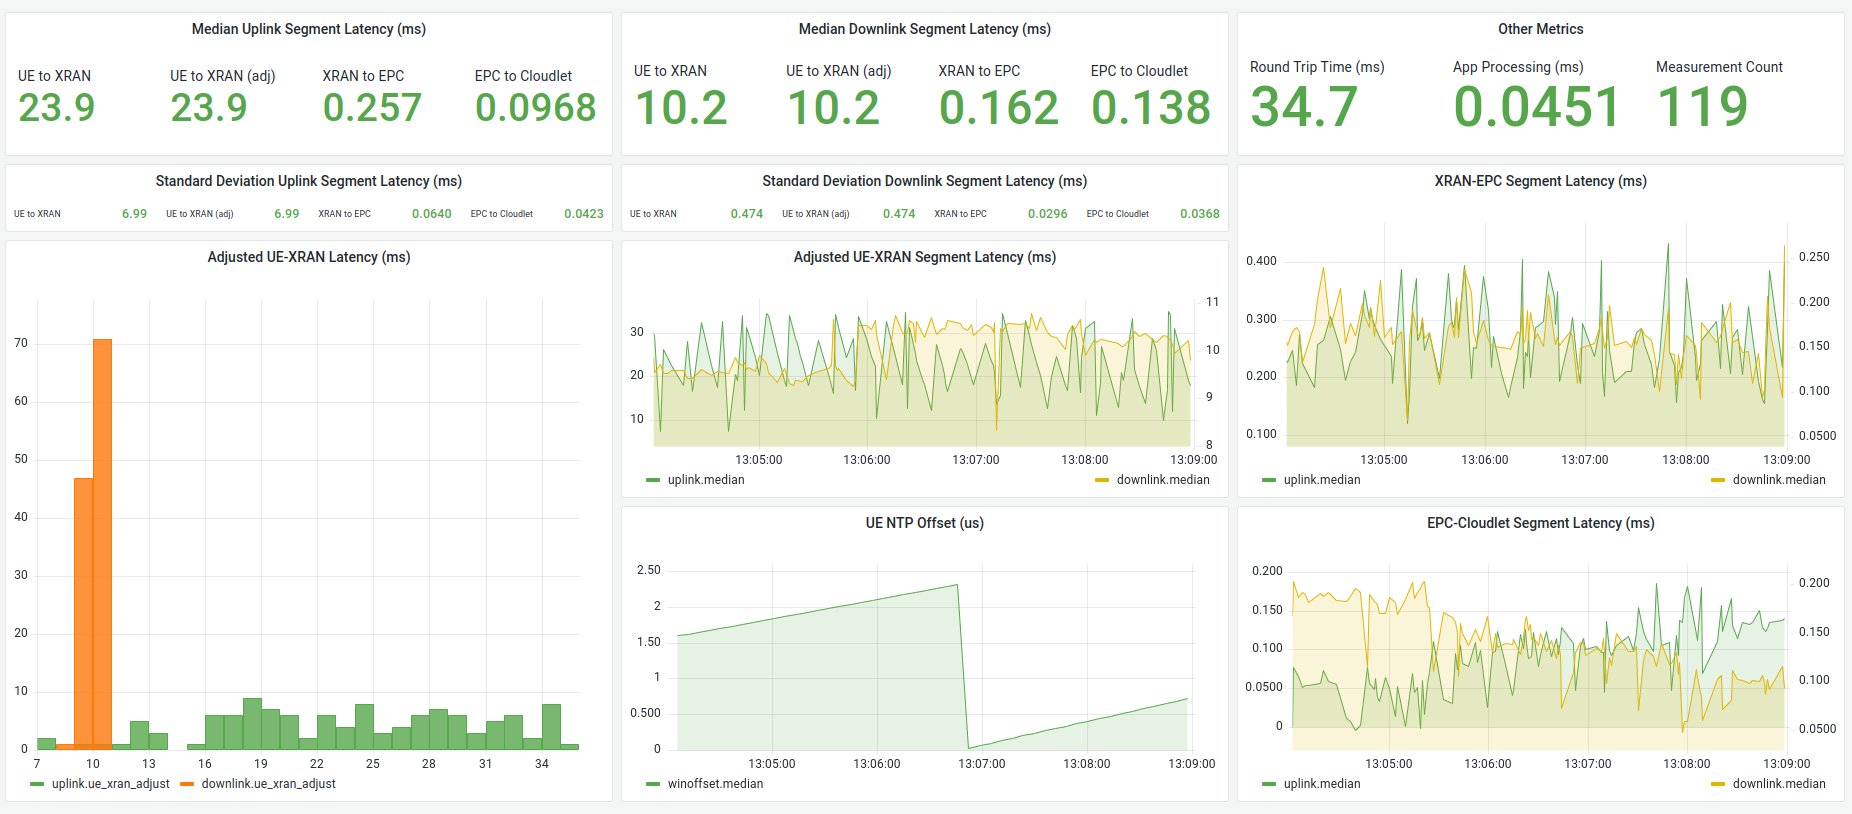 Median Uplink Segment Latency (ms)
UE to XRAN
UE to XRAN (adj)
XRAN to EPC
EPC to Cloudlet
23.9
23.9
0.257
0.0968
Median Downlink Segment Latency (ms)
UE to XRAN
UE to XRAN (adj)
XRAN to EPC
EPC to Cloudlet
10.2
10.2
0.162
0.138
Other Metrics
Round Trip Time (ms)
App Processing (ms)
Measurement Count
34.7
0.0451
119
Standard Deviation Uplink Segment Latency (ms)
UE to XRAN 6.99
UE to XRAN (adj) 6.99
XRAN to EPC 0.0640
EPC to Cloudlet 0.0423
Standard Deviation Downlink Segment Latency (ms)
UE to XRAN 0.474
UE to XRAN (adj) 0.474
XRAN to EPC 0.0296
EPC to Cloudlet 0.0368
XRAN-EPC Segment Latency (ms)
0.400
0.300
0.200
0.100
0.250
0.200
0.150
0.100
0.0500
13:05:00 13:06:00 13:07:00 13:08:00 13:09:00
uplink.median
downlink.median
Adjusted UE-XRAN Latency (ms)
70
60
50
40
30
20
10
0
7 10 13 16 19 22 25 28 31 34
uplink.ue_xran_adjust
downlink.ue_xran_adjust
Adjusted UE-XRAN Segment Latency (ms)
30
20
10
11
10
9
8
13:05:00 13:06:00 13:07:00 13:08:00 13:09:00
uplink.median
downlink.median
UE NTP Offset (us)
2.50
2
1.50
1
0.500
0
13:05:00 13:06:00 13:07:00 13:08:00 13:09:00
winoffset.median
EPC-Cloudlet Segment Latency (ms)
0.200
0.150
0.100
0.0500
0
0.200
0.150
0.100
0.0500
13:05:00 13:06:00 13:07:00 13:08:00 13:09:00
uplink.median
downlink.median